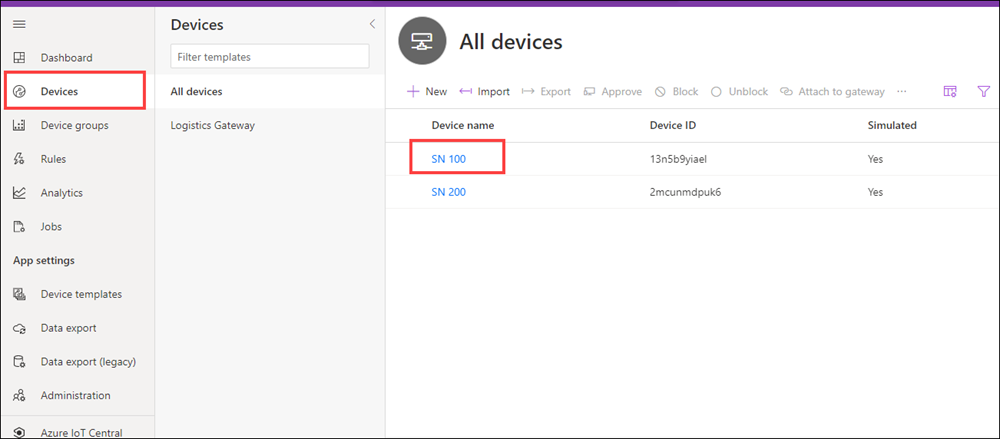 Dashboard
Devices
Device groups
Rules
Analytics
Jobs
App settings
Device templates
Data export
Data export (legacy)
Administration
Azure IoT Central
Devices
Filter templates
All devices
Logistics Gateway
All devices
New Import Export Approve Block Unblock Attach to gateway ...
Device name Device ID Simulated
SN 100 13n5b9yiael Yes
SN 200 2mcunmdpuk6 Yes